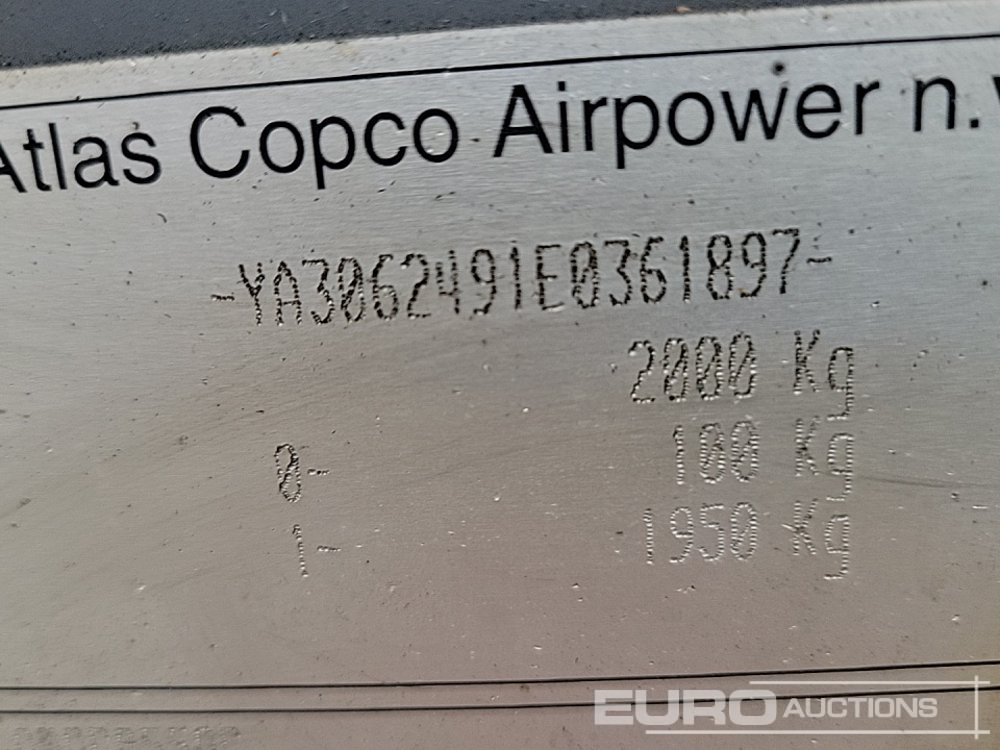 Atlas Copco Airpower n.v
-YA3062491E0361897-
2000 Kg
0- 100 Kg
1- 1950 Kg
EURO AUCTIONS